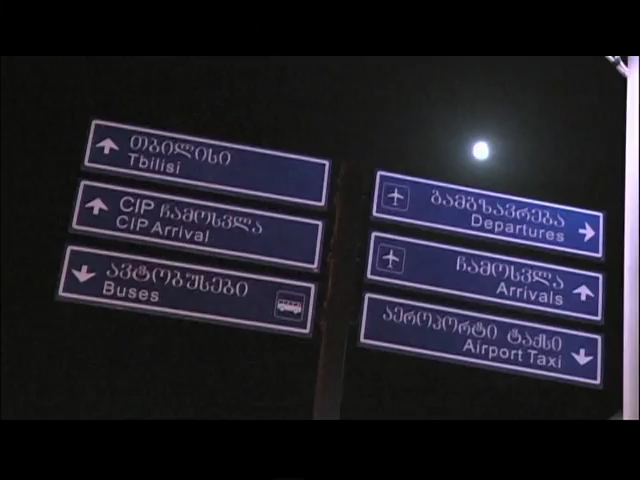 თბილისი
Tbilisi
CIP ჩამოსვლა
CIP Arrival
ავტობუსები
Buses
გამგზავრება
Departures
ჩამოსვლა
Arrivals
აეროპორტი ტაქსი
Airport Taxi